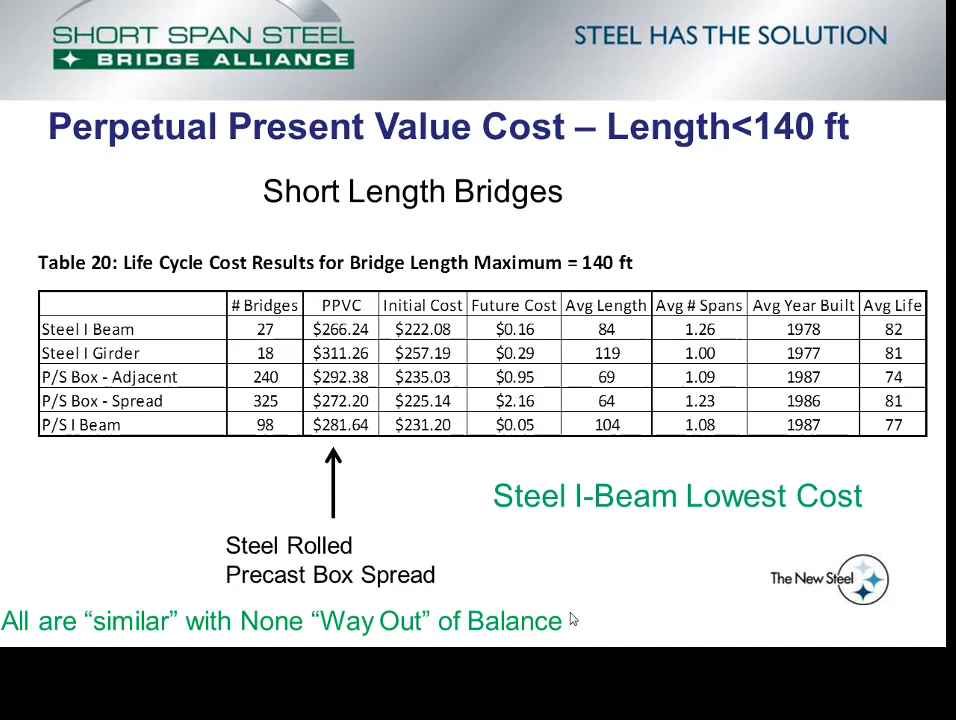 SHORT SPAN STEEL
BRIDGE ALLIANCE
STEEL HAS THE SOLUTION
Perpetual Present Value Cost – Length<140 ft
Short Length Bridges
Table 20: Life Cycle Cost Results for Bridge Length Maximum = 140 ft
# Bridges PPVC Initial Cost Future Cost Avg Length Avg # Spans Avg Year Built Avg Life
Steel I Beam 27 $266.24 $222.08 $0.16 84 1.26 1978 82
Steel I Girder 18 $311.26 $257.19 $0.29 119 1.00 1977 81
P/S Box - Adjacent 240 $292.38 $235.03 $0.95 69 1.09 1987 74
P/S Box - Spread 325 $272.20 $225.14 $2.16 64 1.23 1986 81
P/S I Beam 98 $281.64 $231.20 $0.05 104 1.08 1987 77
Steel I-Beam Lowest Cost
Steel Rolled
Precast Box Spread
The New Steel
All are “similar” with None “Way Out” of Balance